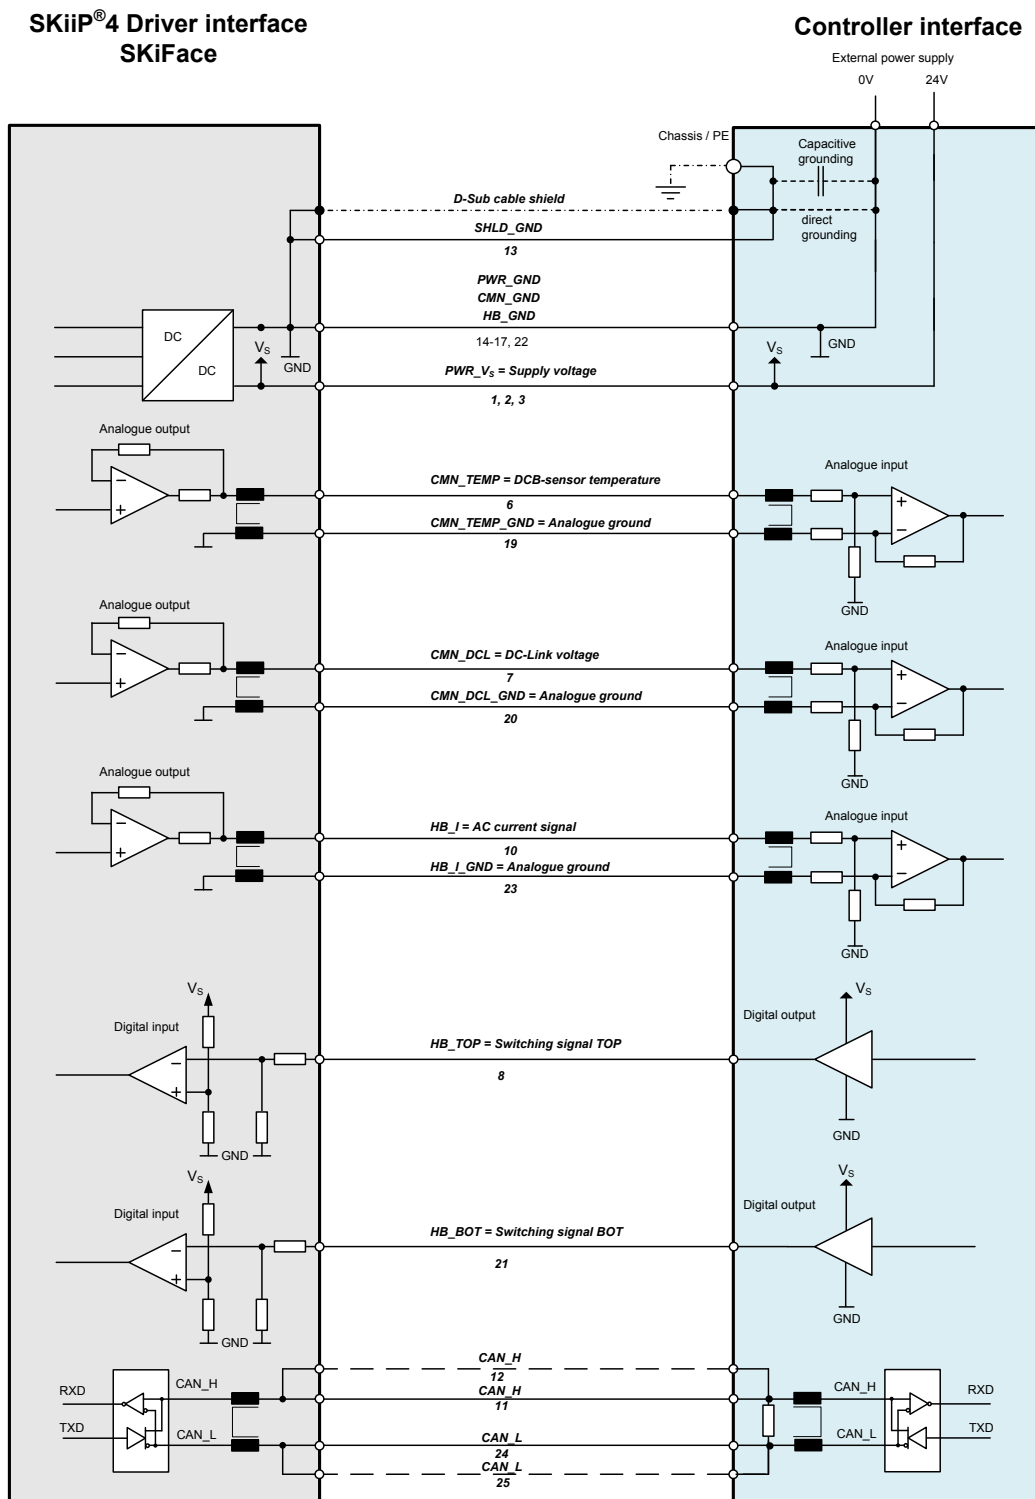 SKiiP®4 Driver interface
SKiFace
Controller interface
External power supply
0V
24V
Chassis / PE
Capacitive
grounding
D-Sub cable shield
direct
grounding
SHLD_GND
13
PWR_GND
CMN_GND
HB_GND
14-17, 22
DC
DC
VS
GND
VS
GND
PWR_VS = Supply voltage
1, 2, 3
Analogue output
CMN_TEMP = DCB-sensor temperature
6
CMN_TEMP_GND = Analogue ground
19
Analogue input
GND
Analogue output
CMN_DCL = DC-Link voltage
7
CMN_DCL_GND = Analogue ground
20
Analogue input
GND
Analogue output
HB_I = AC current signal
10
HB_I_GND = Analogue ground
23
Analogue input
GND
VS
Digital input
GND
HB_TOP = Switching signal TOP
8
VS
Digital output
GND
VS
Digital input
GND
HB_BOT = Switching signal BOT
21
VS
Digital output
GND
RXD
TXD
CAN_H
CAN_L
CAN_H
12
CAN_H
11
CAN_L
24
CAN_L
25
CAN_H
CAN_L
RXD
TXD